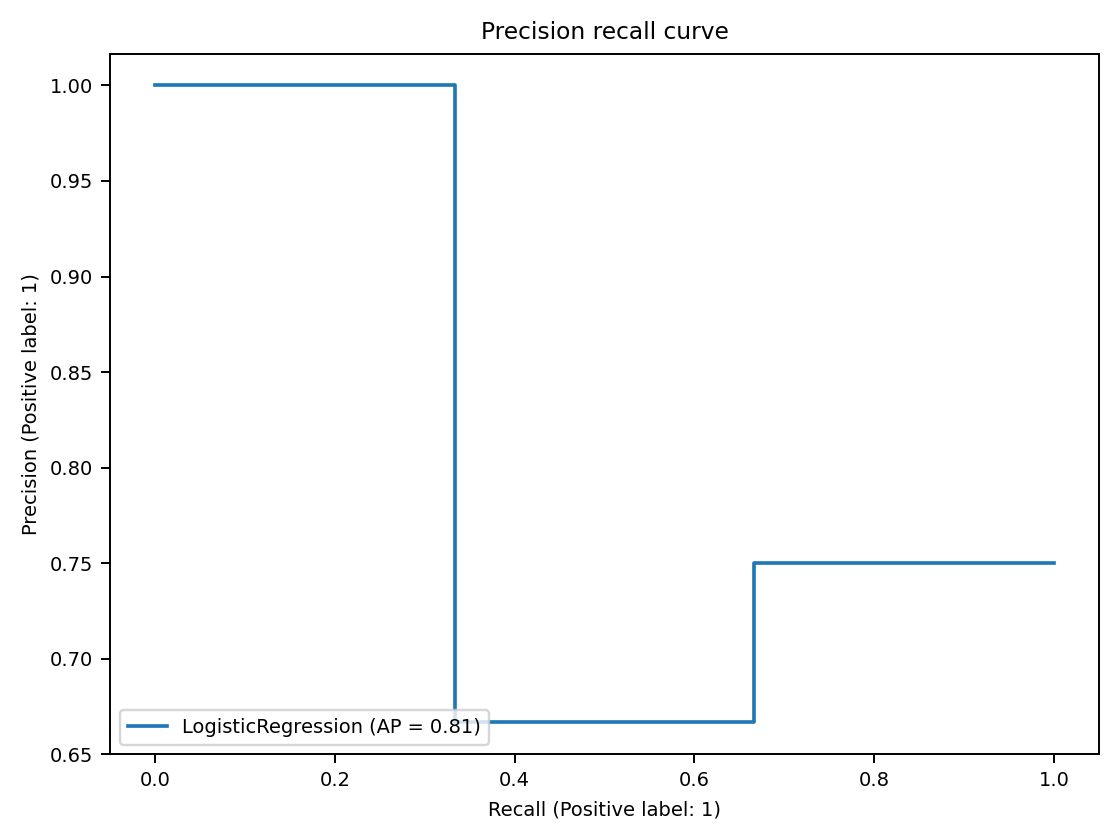 Precision recall curve
1.00
0.95
0.90
0.85
0.80
0.75
0.70
0.65
Precision (Positive label: 1)
LogisticRegression (AP = 0.81)
0.0 0.2 0.4 0.6 0.8 1.0
Recall (Positive label: 1)